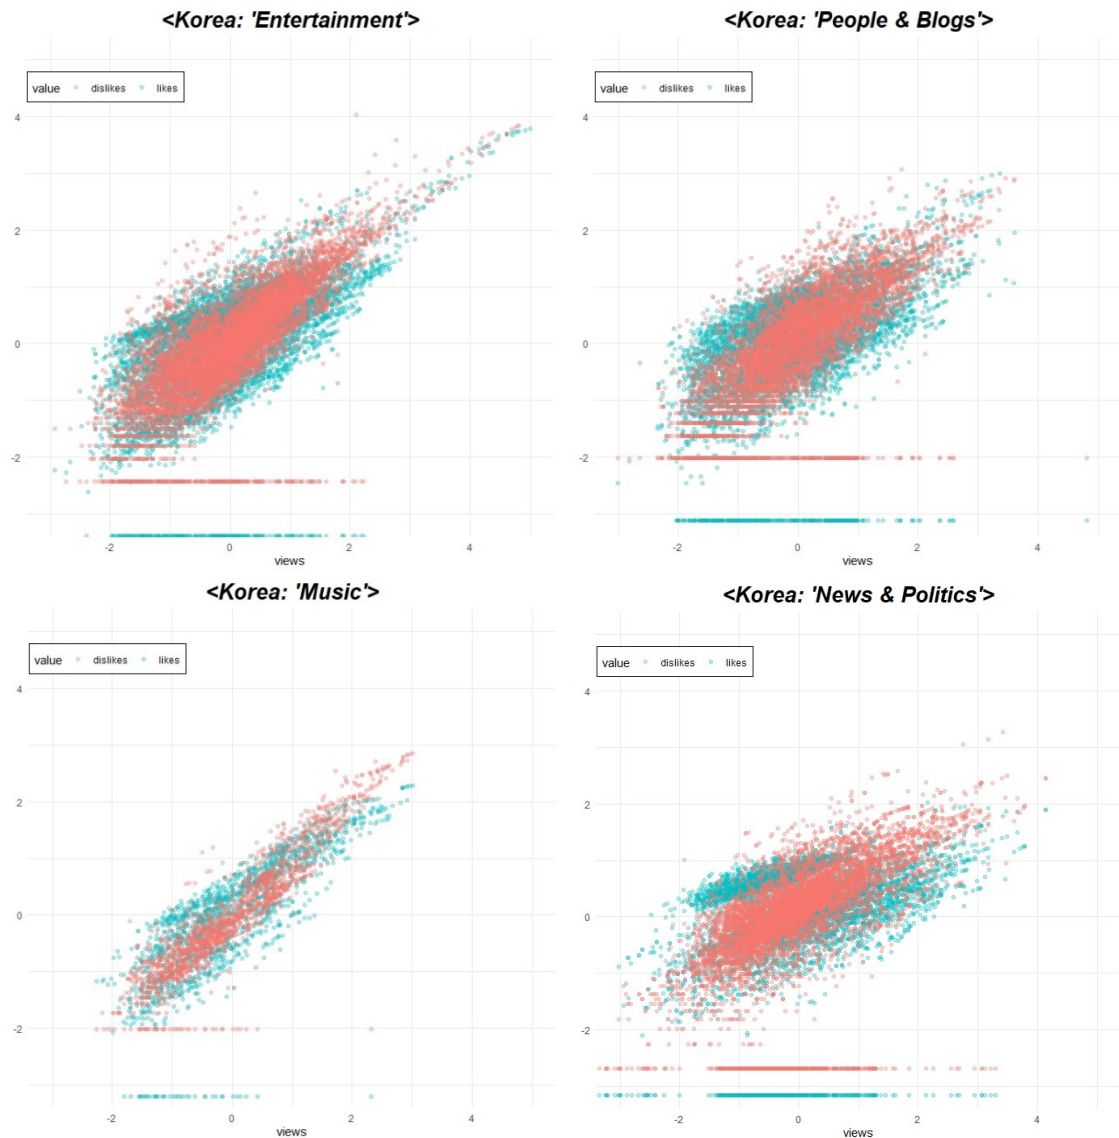 <Korea: 'Entertainment'>
value dislikes likes
4
2
0
-2
-2 0 2 4
views
<Korea: 'People & Blogs'>
value dislikes likes
4
2
0
-2
-2 0 2 4
views
<Korea: 'Music'>
value dislikes likes
4
2
0
-2
-2 0 2 4
views
<Korea: 'News & Politics'>
value dislikes likes
4
2
0
-2
-2 0 2 4
views